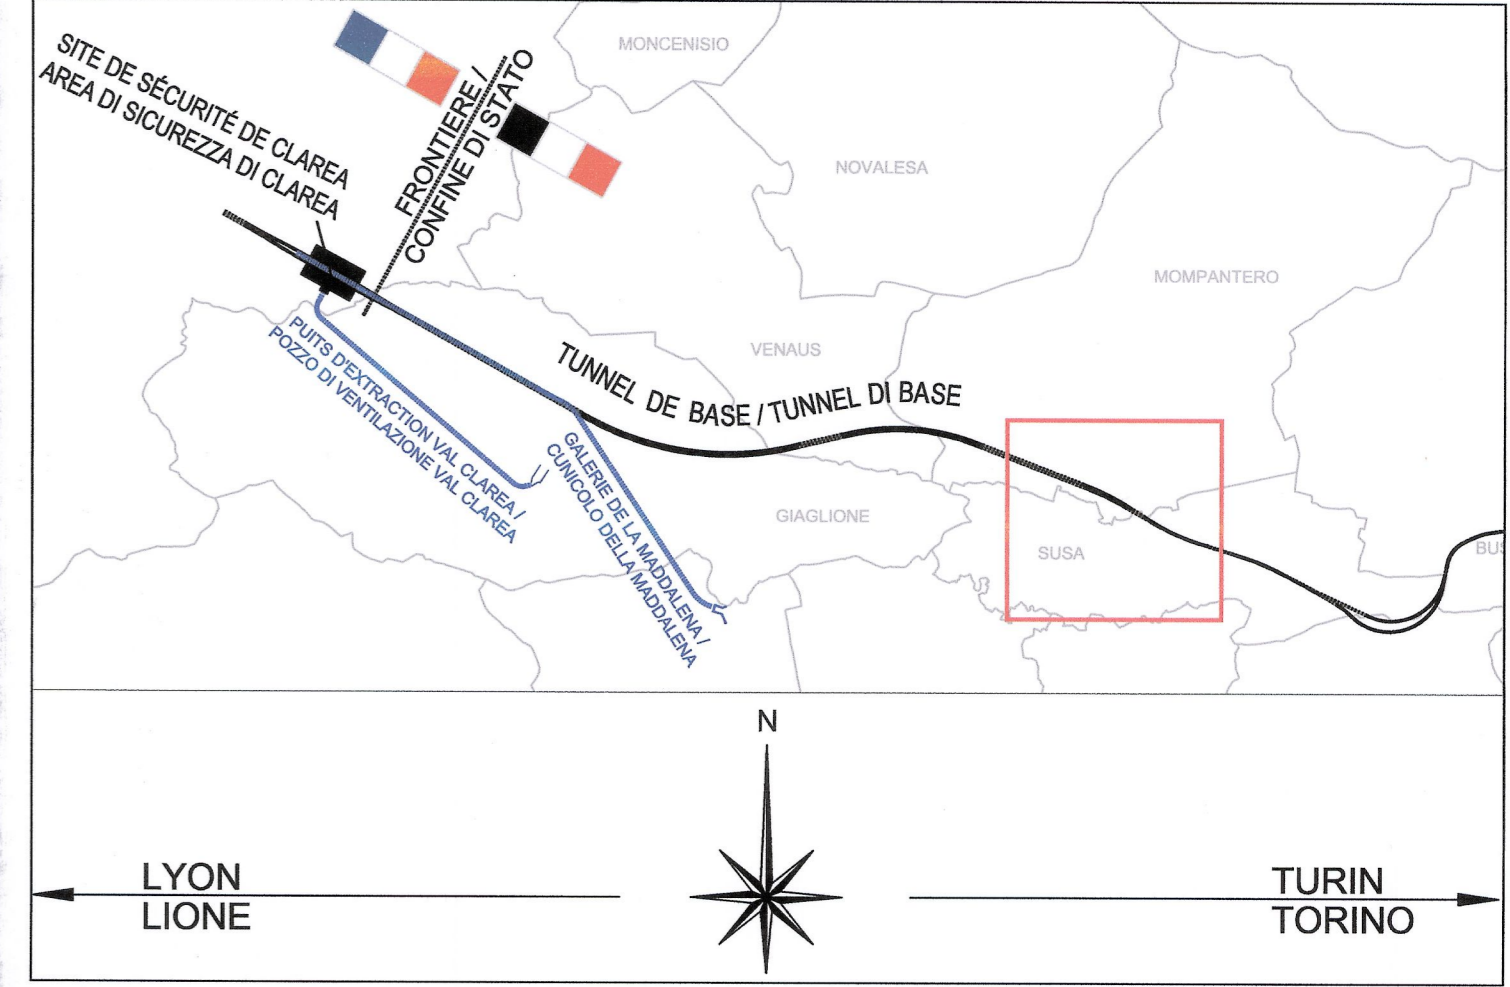 SITE DE SÉCURITÉ DE CLAREA
AREA DI SICUREZZA DI CLAREA
FRONTIERE /
CONFINE DI STATO
MONCENISIO
NOVALESA
MOMPANTERO
VENAUS
TUNNEL DE BASE / TUNNEL DI BASE
PUITS D'EXTRACTION VAL CLAREA /
POZZO DI VENTILAZIONE VAL CLAREA
GALERIE DE LA MADDALENA /
CUNICOLO DELLA MADDALENA
GIAGLIONE
SUSA
BUS
N
LYON
LIONE
TURIN
TORINO